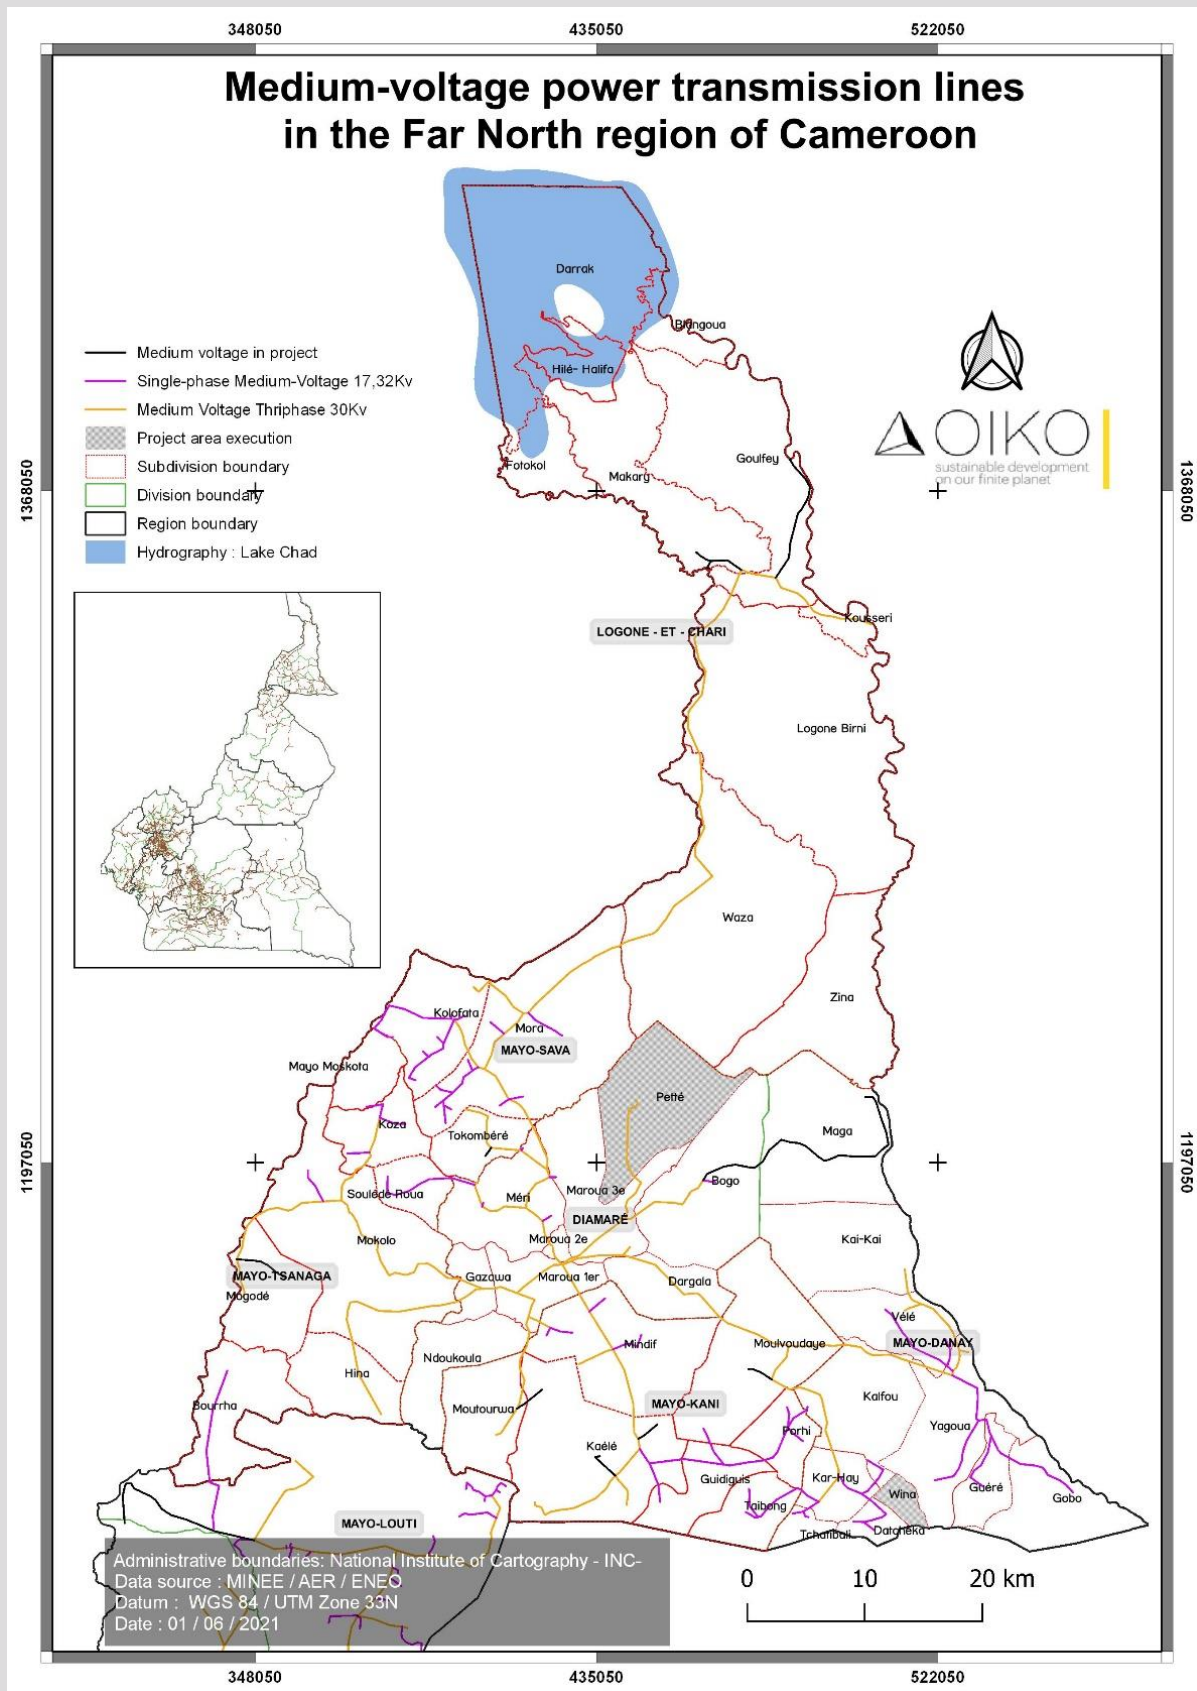 348050
435050
522050
Medium-voltage power transmission lines
in the Far North region of Cameroon
Darrak
Blangoua
Hilé- Halifa
Medium voltage in project
Single-phase Medium-Voltage 17,32Kv
Medium Voltage Thriphase 30Kv
Project area execution
Subdivision boundary
Division boundary
Region boundary
Hydrography : Lake Chad
OIKO
sustainable development
on our finite planet
Goulfey
Fotokol
Makary
1368050
1368050
Kousseri
LOGONE - ET - CHARI
Logone Birni
Waza
Zina
Kolofata
Mora
MAYO-SAVA
Mayo Moskota
Petté
Koza
Tokombéré
Maga
1197050
1197050
Soulédé Roua
Méri
Maroua 3e
Bogo
DIAMARÉ
Mokolo
Maroua 2e
Kai-Kai
MAYO-TSANAGA
Gazawa
Maroua 1er
Dargala
Mogodé
Vélé
Mindif
Moulvoudaye
MAYO-DANAY
Ndoukoula
Hina
Kalfou
Bourrha
Moutourwa
MAYO-KANI
Yagoua
Porhi
Kaélé
Guidiguis
Kar-Hay
Wina
Guéré
Gobo
Taibong
MAYO-LOUTI
Tchatibali
Datcheka
Administrative boundaries: National Institute of Cartography - INC-
Data source : MINEE / AER / ENEO
Datum : WGS 84 / UTM Zone 33N
Date : 01 / 06 / 2021
0
10
20 km
348050
435050
522050